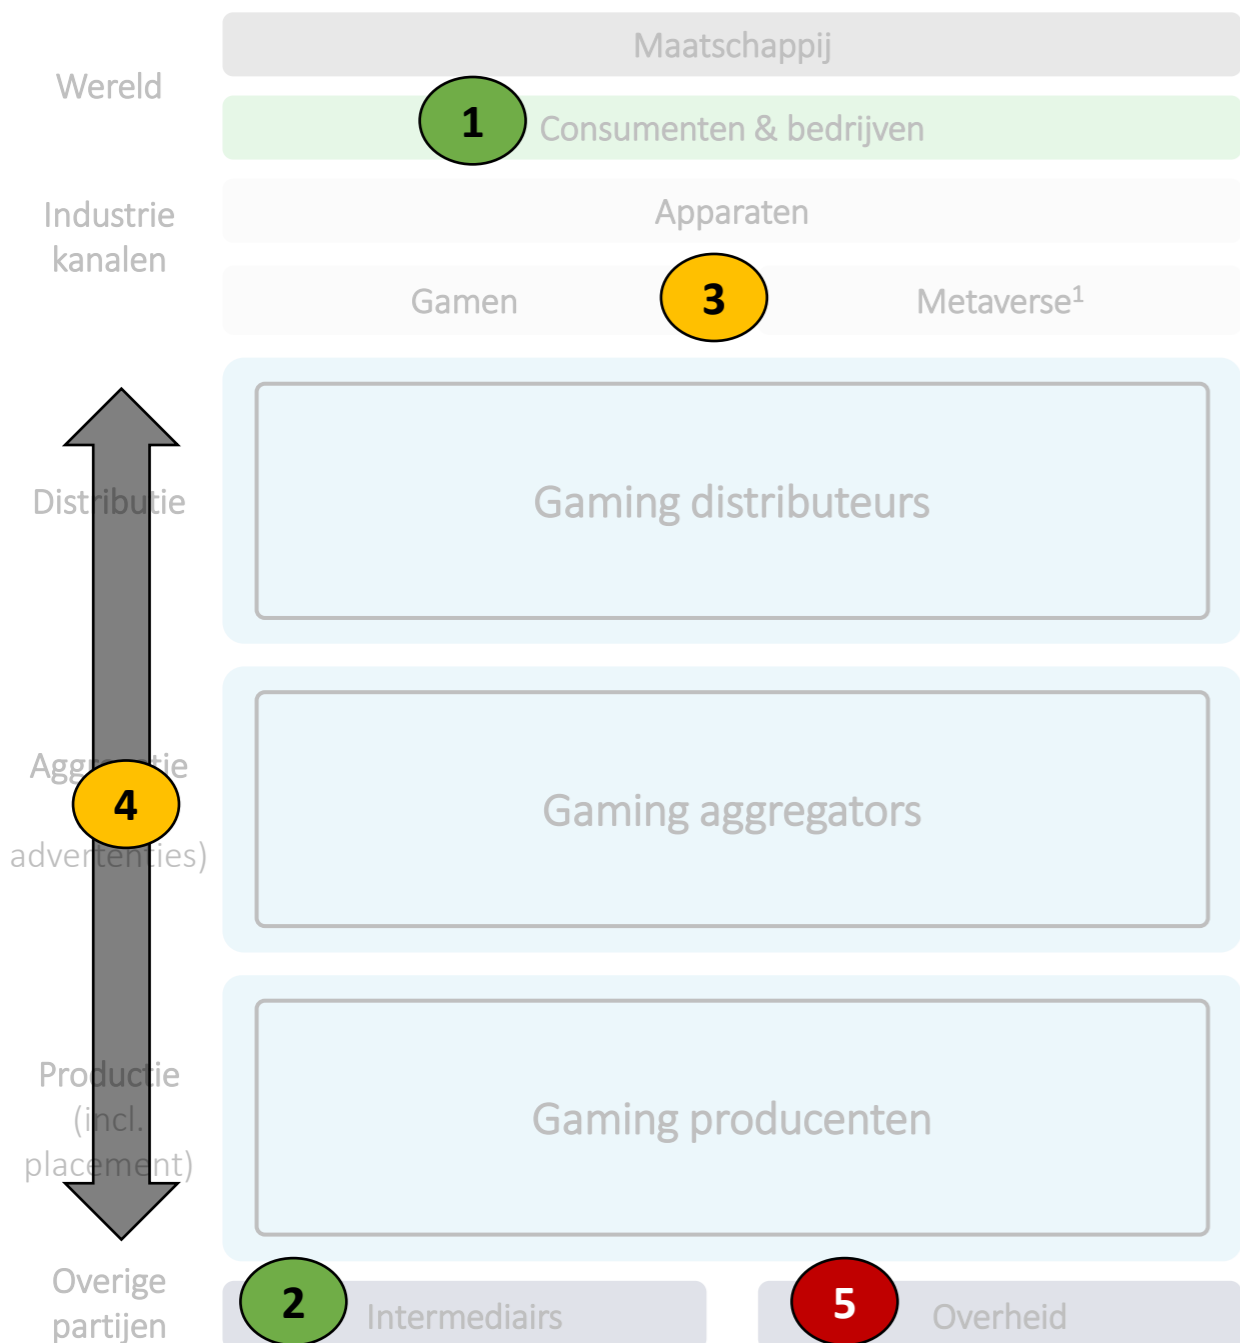 Maatschappij
Wereld
1
Consumenten & bedrijven
Industrie
kanalen
Apparaten
Gamen
3
Metaverse¹
Distributie
Gaming distributeurs
4
advertenties)
Gaming aggregators
Productie
(incl.
placement)
Gaming producenten
Overige
partijen
2
Intermediairs
5
Overheid